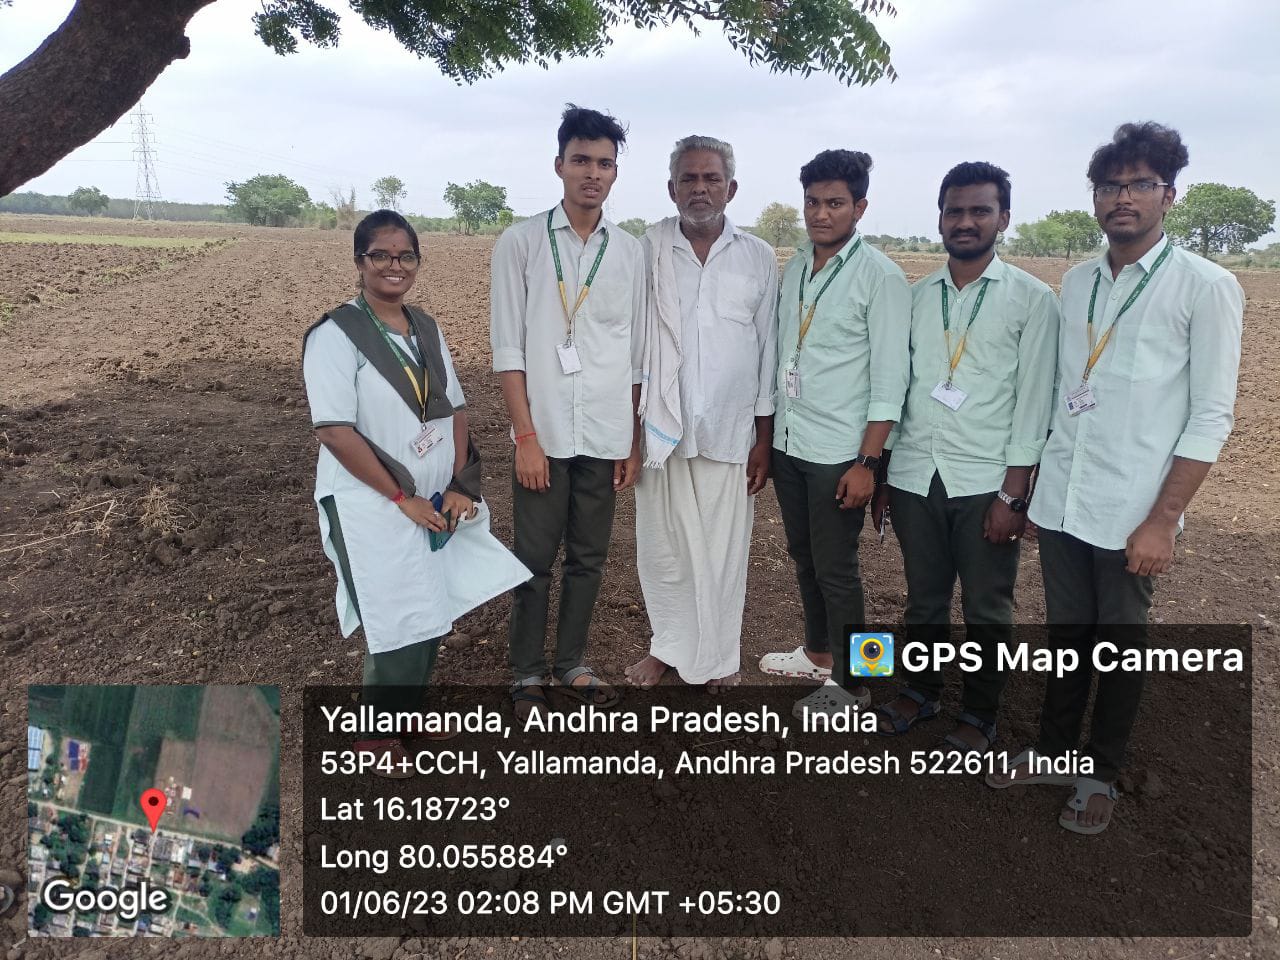 GPS Map Camera
Yallamanda, Andhra Pradesh, India
53P4+CCH, Yallamanda, Andhra Pradesh 522611, India
Lat 16.18723°
Long 80.055884°
01/06/23 02:08 PM GMT +05:30
Google